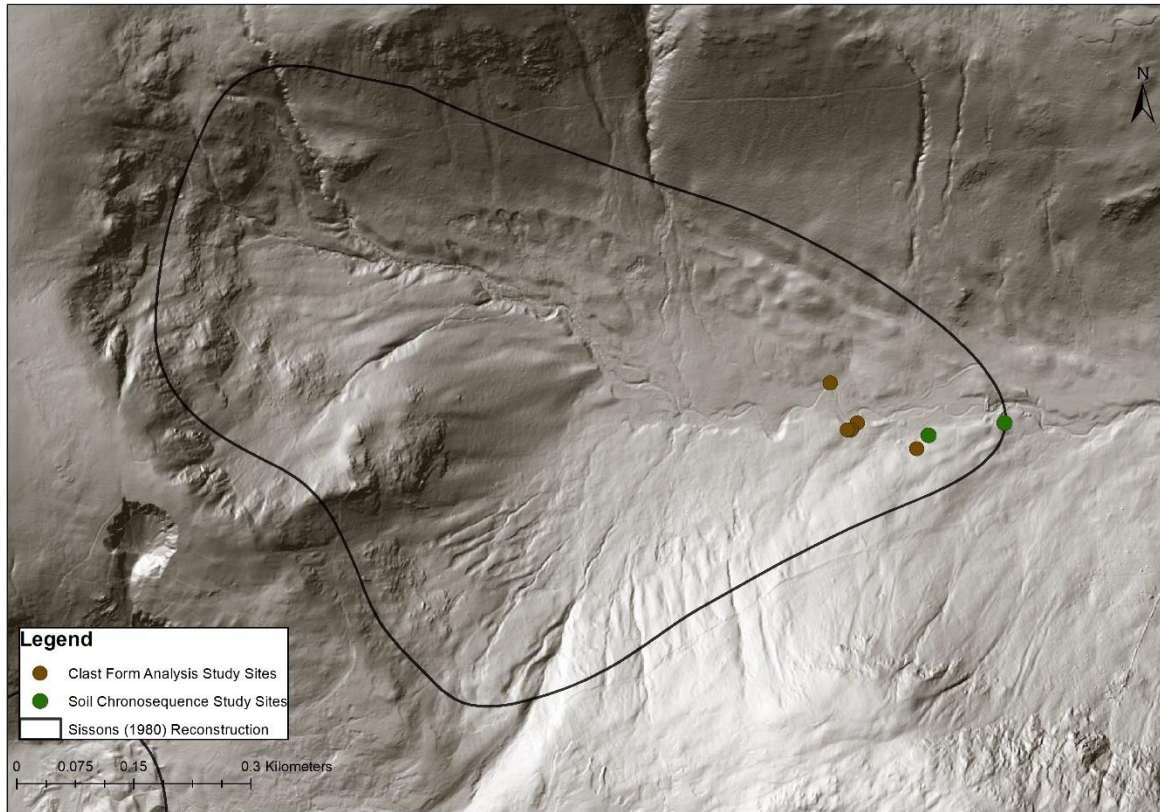 N
Legend
Clast Form Analysis Study Sites
Soil Chronosequence Study Sites
Sissons (1980) Reconstruction
0 0.075 0.15 0.3 Kilometers